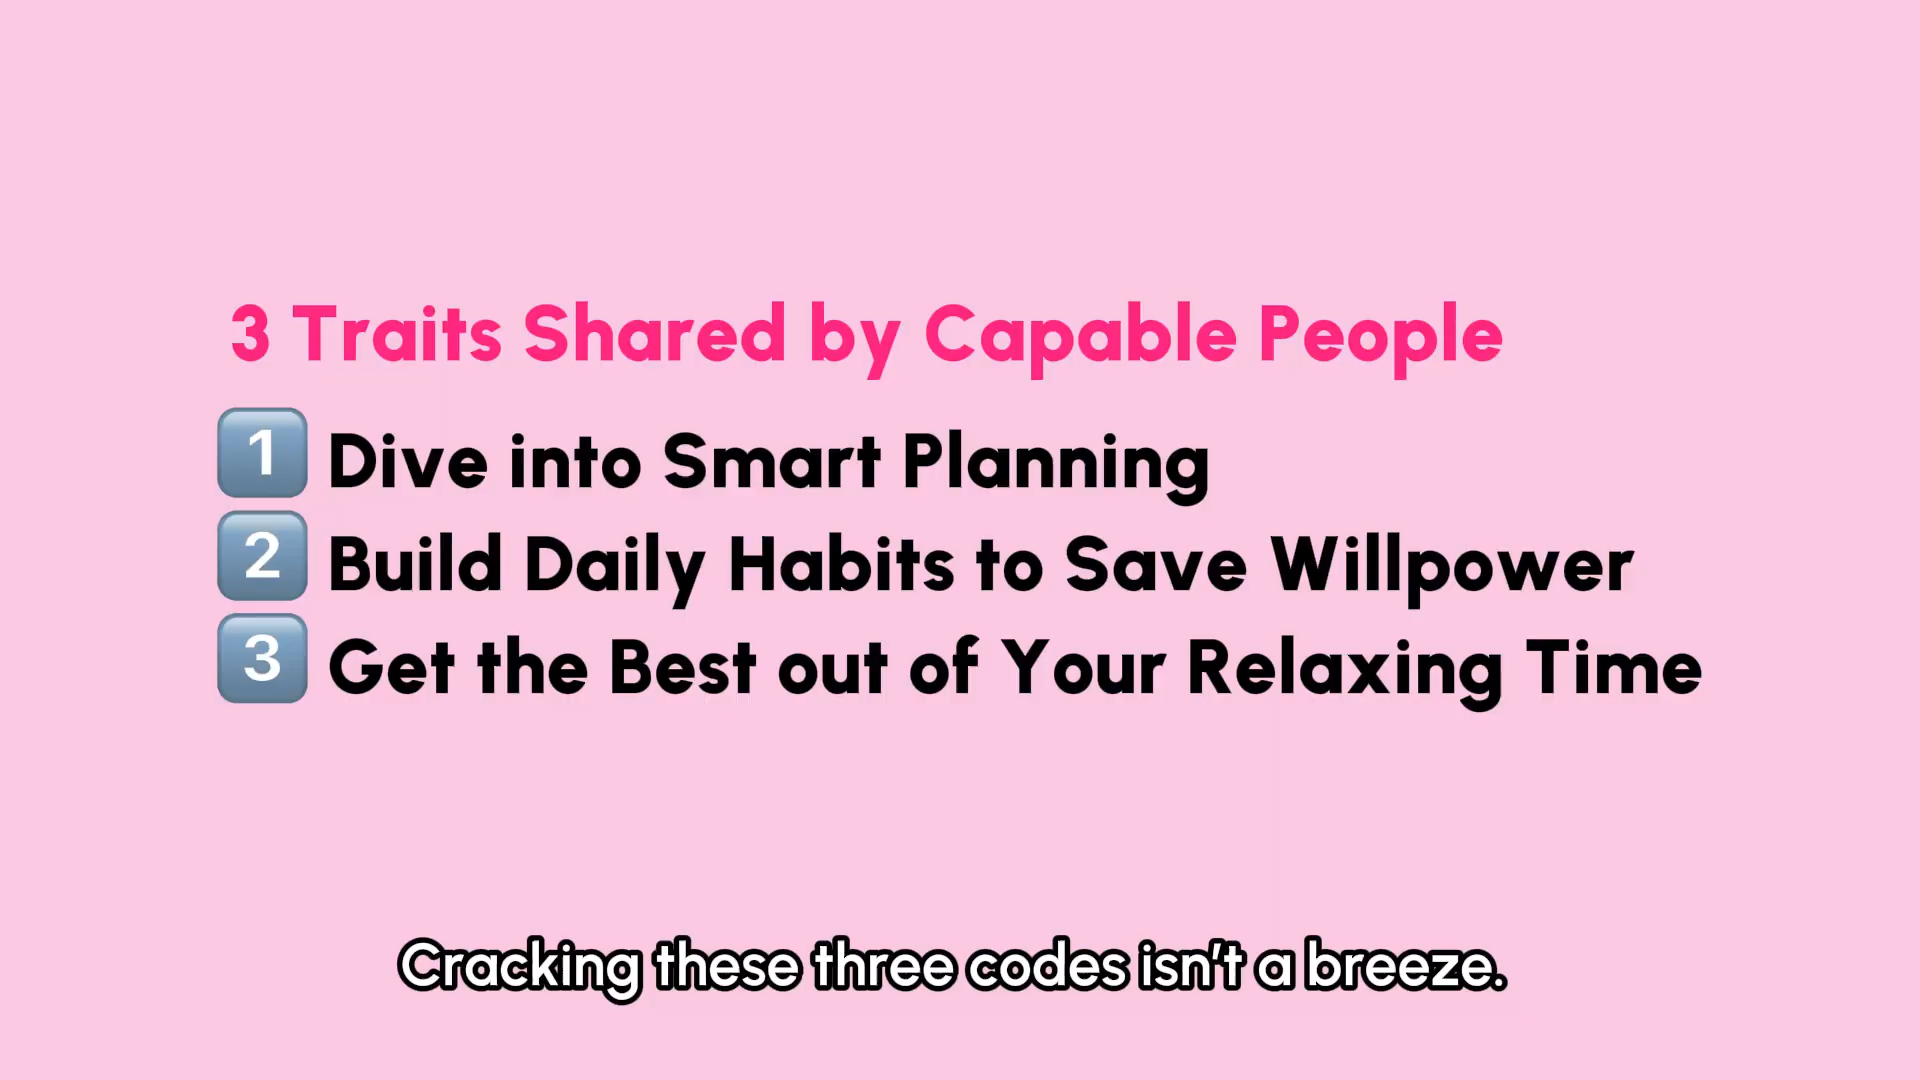 3 Traits Shared by Capable People
1 Dive into Smart Planning
2 Build Daily Habits to Save Willpower
3 Get the Best out of Your Relaxing Time
Cracking these three codes isn't a breeze.